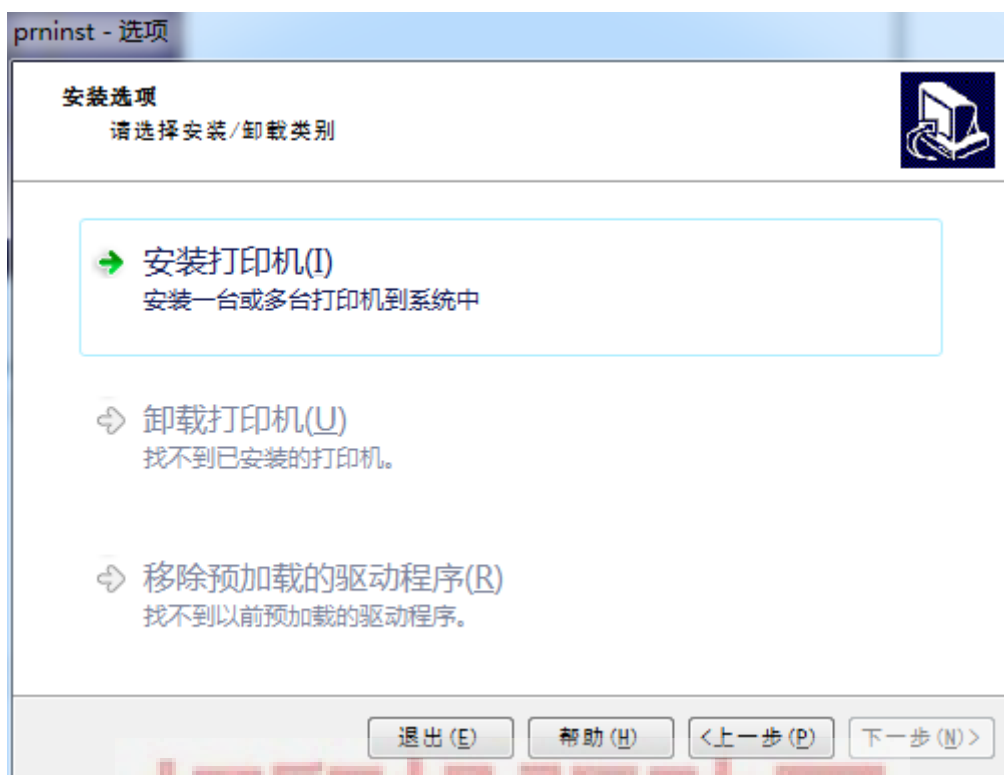 prninst - 选项
安装选项
请选择安装/卸载类别
安装打印机(I)
安装一台或多台打印机到系统中
卸载打印机(U)
找不到已安装的打印机。
移除预加载的驱动程序(R)
找不到以前预加载的驱动程序。
退出(E) 帮助(H) <上一步(P) 下一步(N)>